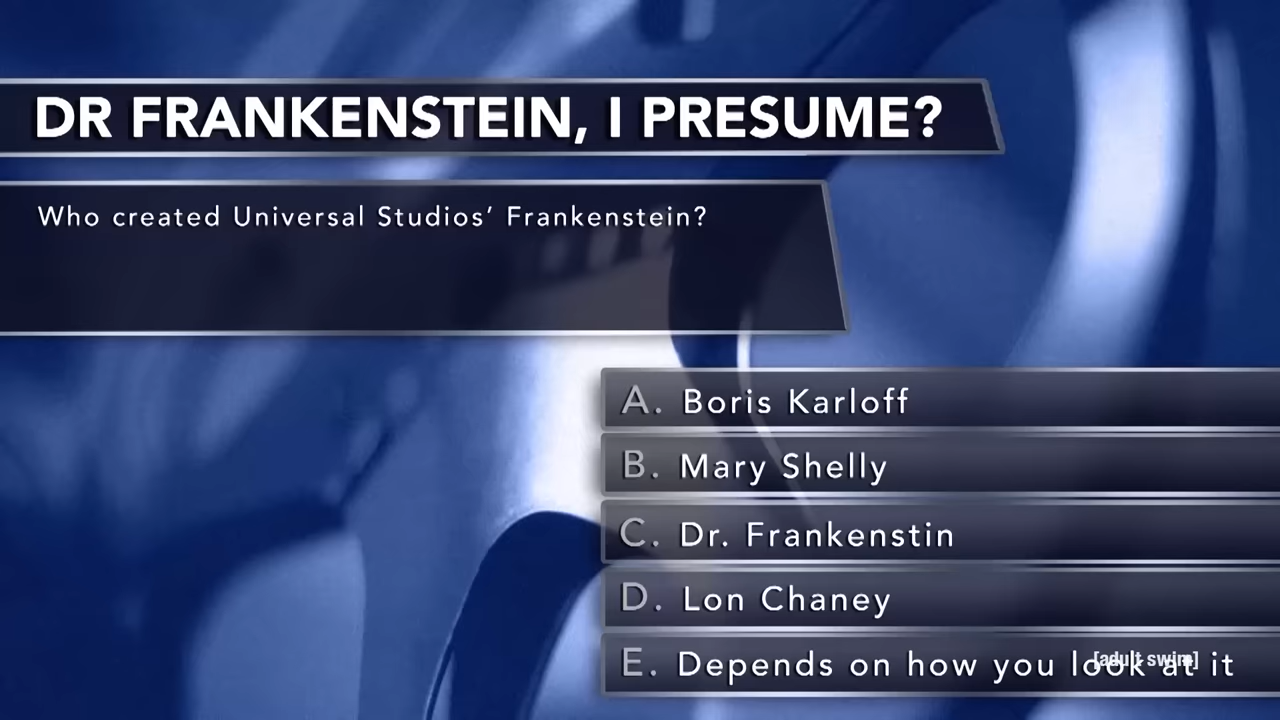 DR FRANKENSTEIN, I PRESUME?
Who created Universal Studios’ Frankenstein?
A. Boris Karloff
B. Mary Shelly
C. Dr. Frankenstin
D. Lon Chaney
E. Depends on how you look at it
[adult swim]